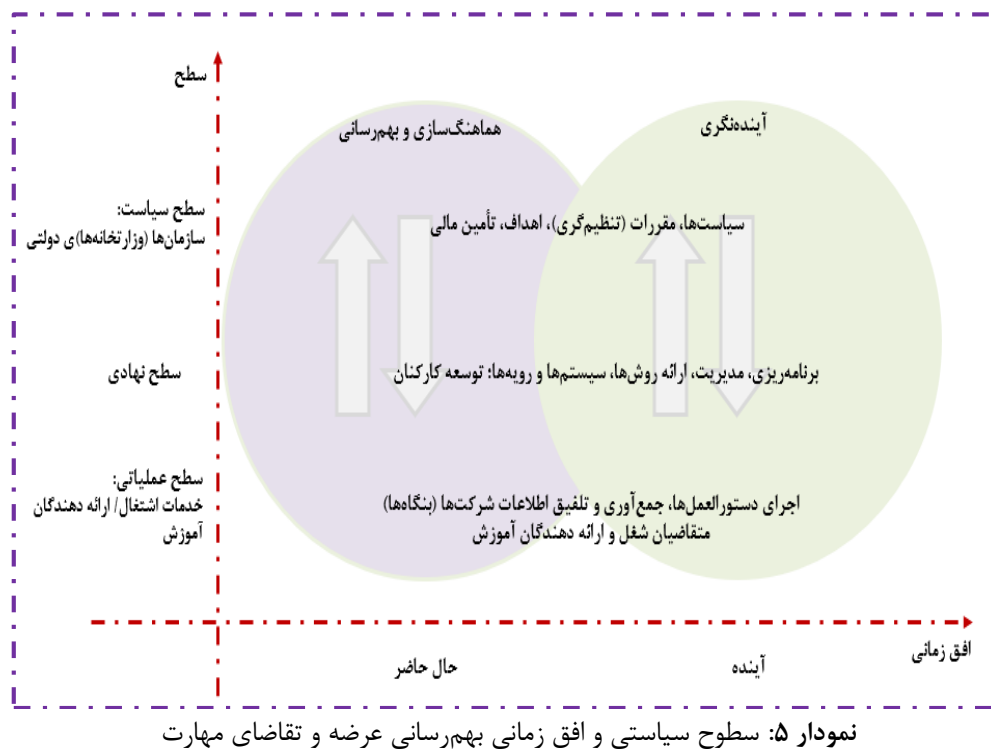 سطح
هماهنگ‌سازی و بهم‌رسانی
آینده‌نگری
سطح سیاست:
سازمان‌ها (وزارتخانه‌ها)ی دولتی
سیاست‌ها، مقررات (تنظیم‌گری)، اهداف، تأمین مالی
سطح نهادی
برنامه‌ریزی، مدیریت، ارائه روش‌ها، سیستم‌ها و رویه‌ها: توسعه کارکنان
سطح عملیاتی:
خدمات اشتغال/ ارائه دهندگان
آموزش
اجرای دستورالعمل‌ها، جمع‌آوری و تلفیق اطلاعات شرکت‌ها (بنگاه‌ها)
متقاضیان شغل و ارائه دهندگان آموزش
افق زمانی
حال حاضر
آینده
نمودار ۵: سطوح سیاستی و افق زمانی بهم‌رسانی عرضه و تقاضای مهارت